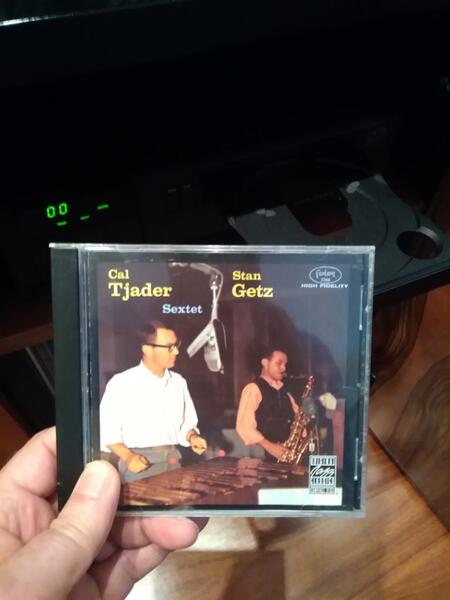 00
Cal
Tjader
Sextet
Stan
Getz
Fantasy
HIGH FIDELITY